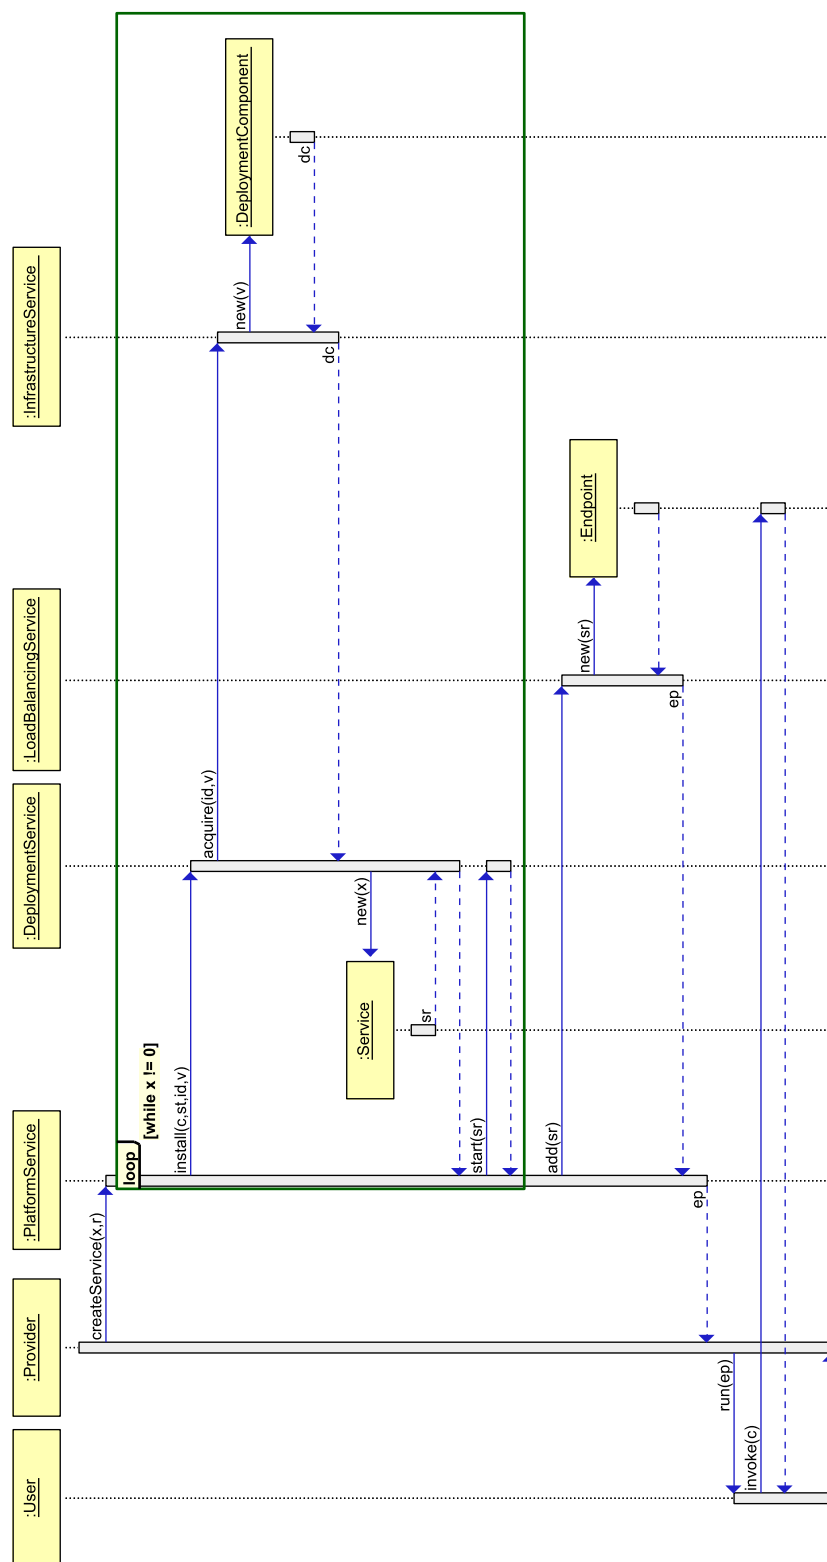 :User
:Provider
:PlatformService
:DeploymentService
:LoadBalancingService
:InfrastructureService
createService(x,r)
loop
[while x != 0]
install(c,st,id,v)
acquire(id,v)
new(v)
:DeploymentComponent
dc
dc
new(x)
:Service
sr
start(sr)
add(sr)
new(sr)
:Endpoint
ep
ep
run(ep)
invoke(c)